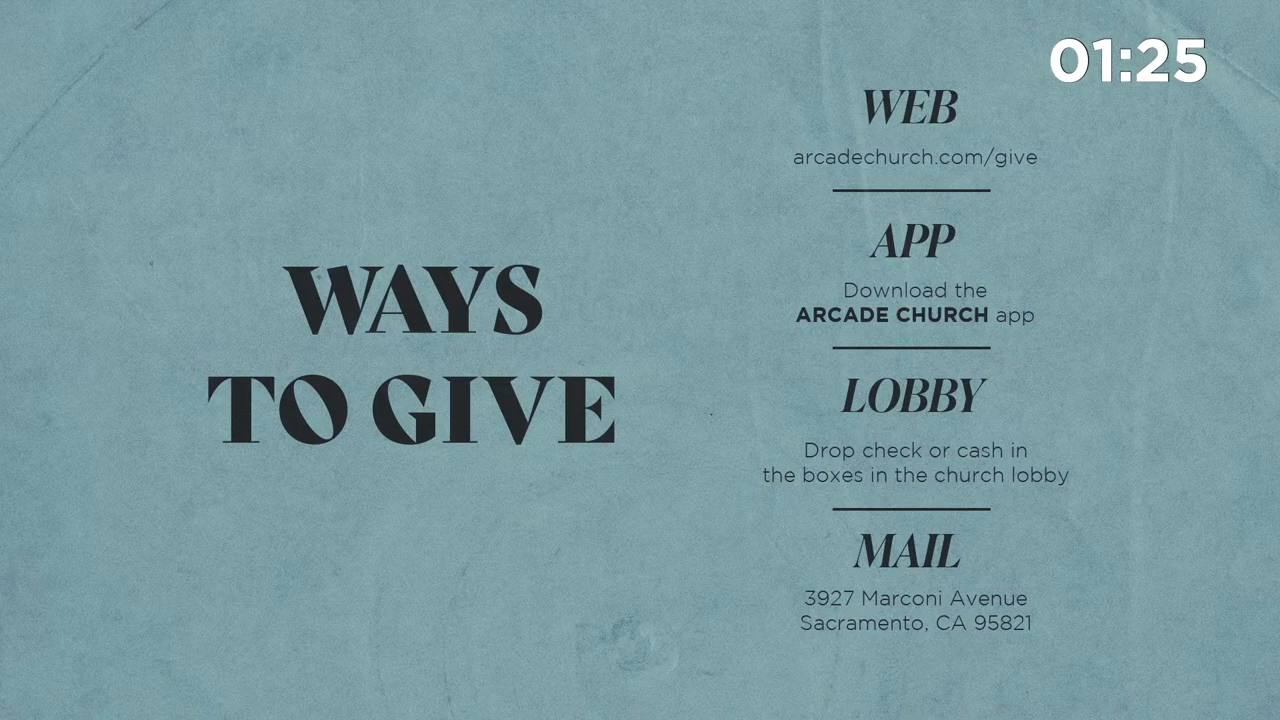 01:25
WAYS
TO GIVE
WEB
arcadechurch.com/give
APP
Download the
ARCADE CHURCH app
LOBBY
Drop check or cash in
the boxes in the church lobby
MAIL
3927 Marconi Avenue
Sacramento, CA 95821